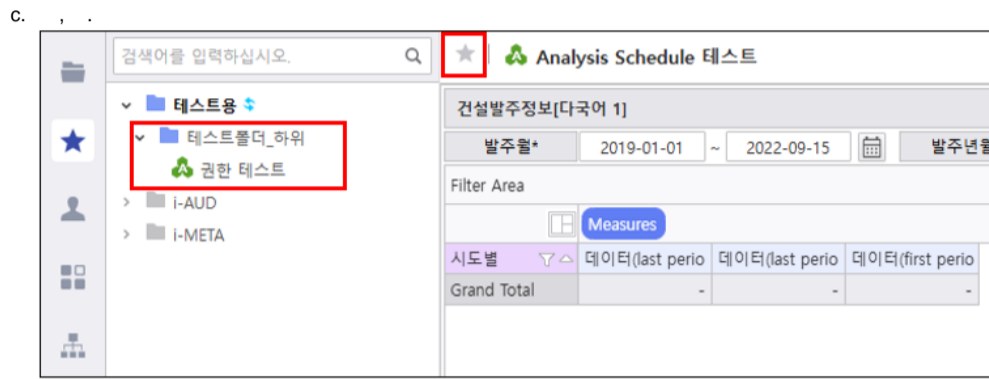 c. , .
검색어를 입력하십시오.
Analysis Schedule 테스트
테스트용
테스트폴더_하위
권한 테스트
i-AUD
i-META
건설발주정보[다국어 1]
발주월* 2019-01-01 ~ 2022-09-15 발주년월
Filter Area
Measures
시도별 데이터(last perio 데이터(last perio 데이터(first perio
Grand Total - - -